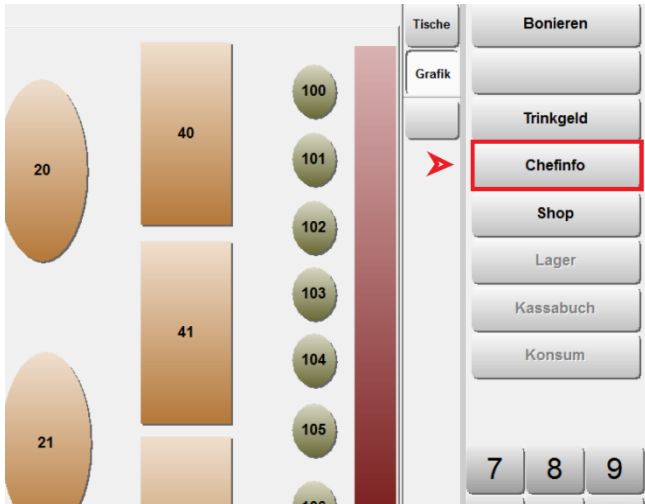 Tische
Bonieren
Grafik
100
40
Trinkgeld
101
20
Chefinfo
102
Shop
Lager
103
Kassabuch
41
104
Konsum
105
21
7 8 9